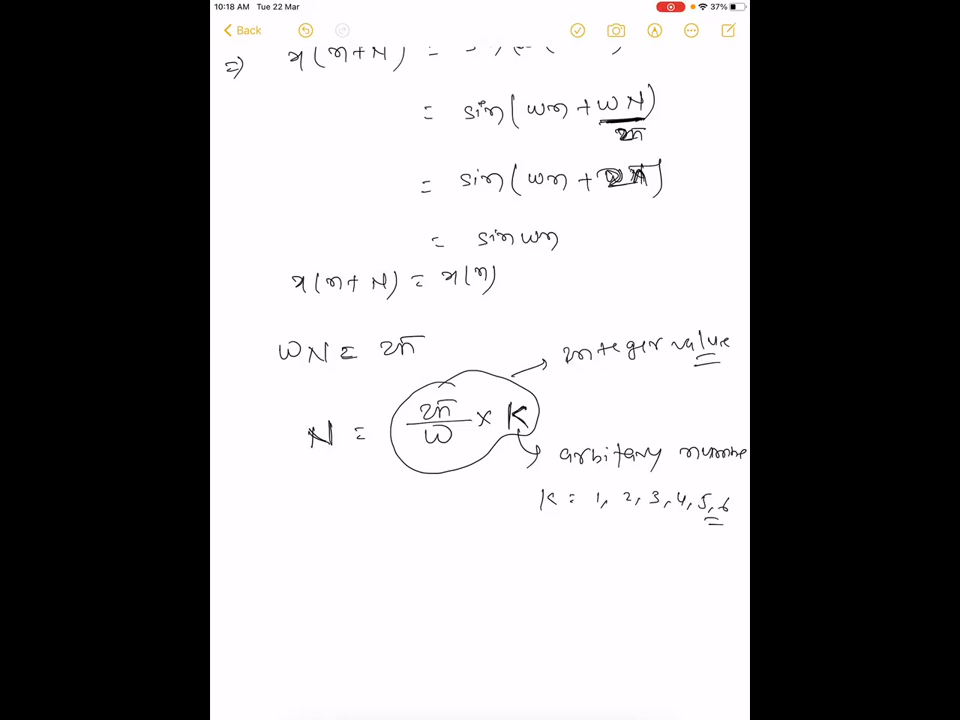 10:18 AM Tue 22 Mar 37%
Back
=) x(n+N) =
= sin(ωn + ωN)
2π
= sin(ωn + 2π)
= sin ωn
x(n+N) = x(n)
ωN = 2π
Integer value
N = 2π/ω × K
arbitary numbe
K = 1, 2, 3, 4, 5, 6